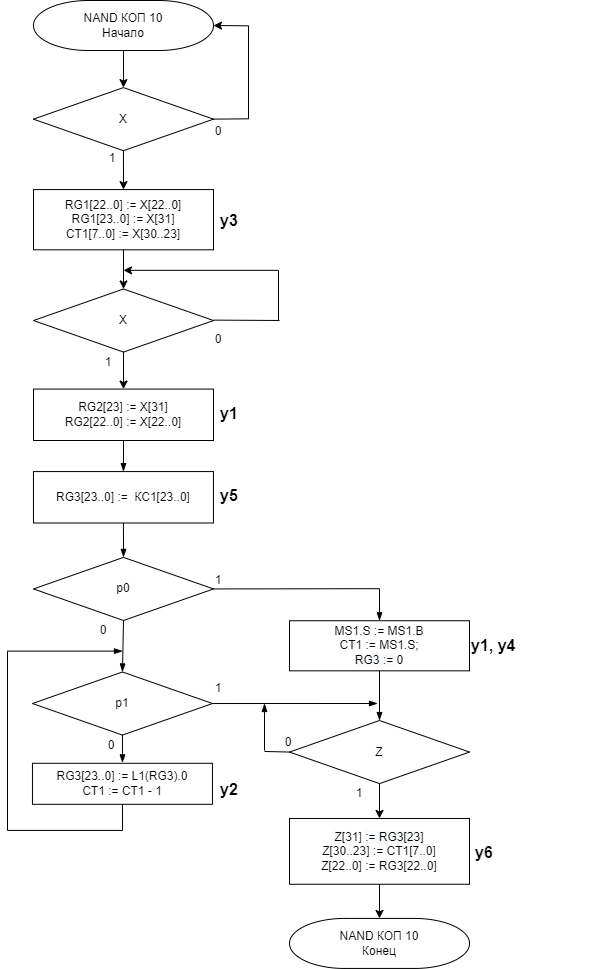 NAND КОП 10
Начало
X
0
1
RG1[22..0] := X[22..0]
RG1[23..0] := X[31]
CT1[7..0] := X[30..23]
y3
X
0
1
RG2[23] := X[31]
RG2[22..0] := X[22..0]
y1
RG3[23..0] := КС1[23..0]
y5
p0
1
0
MS1.S := MS1.B
CT1 := MS1.S;
RG3 := 0
y1, y4
p1
1
0
Z
0
1
RG3[23..0] := L1(RG3).0
CT1 := CT1 - 1
y2
Z[31] := RG3[23]
Z[30..23] := CT1[7..0]
Z[22..0] := RG3[22..0]
y6
NAND КОП 10
Конец